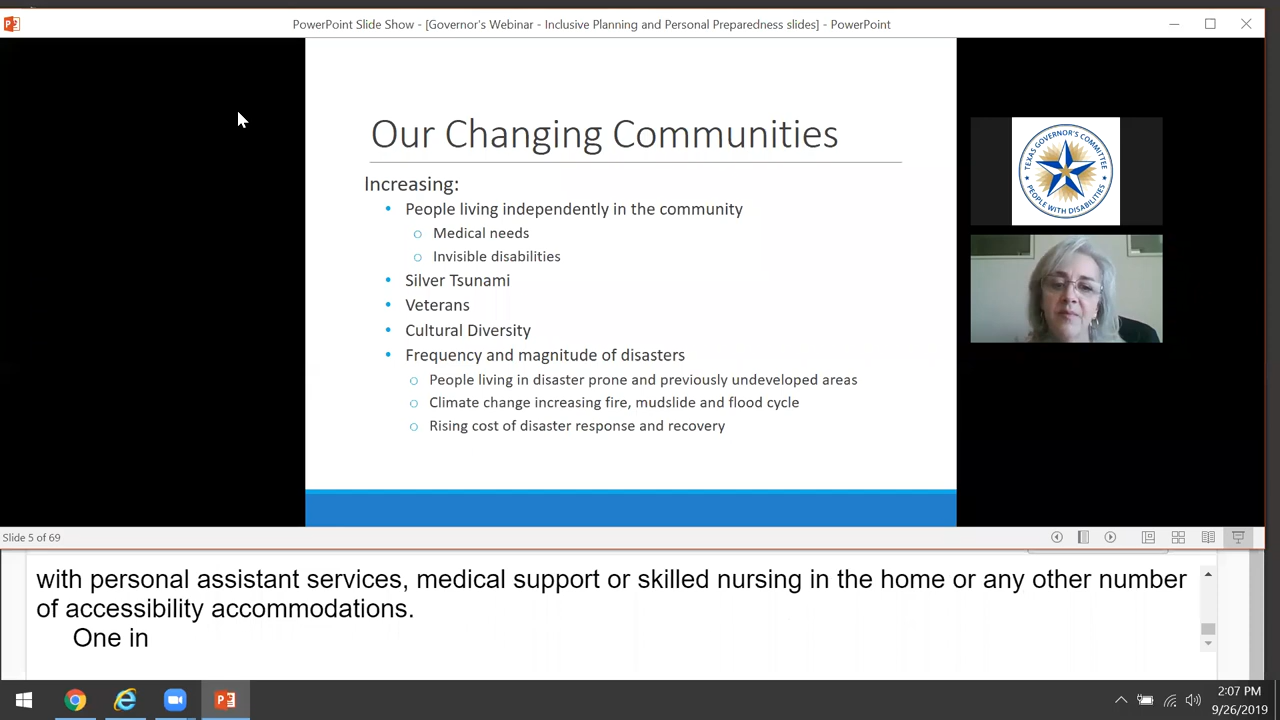 PowerPoint Slide Show - [Governor's Webinar - Inclusive Planning and Personal Preparedness slides] - PowerPoint
Our Changing Communities
Increasing:
• People living independently in the community
o Medical needs
o Invisible disabilities
• Silver Tsunami
• Veterans
• Cultural Diversity
• Frequency and magnitude of disasters
o People living in disaster prone and previously undeveloped areas
o Climate change increasing fire, mudslide and flood cycle
o Rising cost of disaster response and recovery
TEXAS GOVERNOR'S COMMITTEE
PEOPLE WITH DISABILITIES
Slide 5 of 69
with personal assistant services, medical support or skilled nursing in the home or any other number
of accessibility accommodations.
One in
2:07 PM
9/26/2019